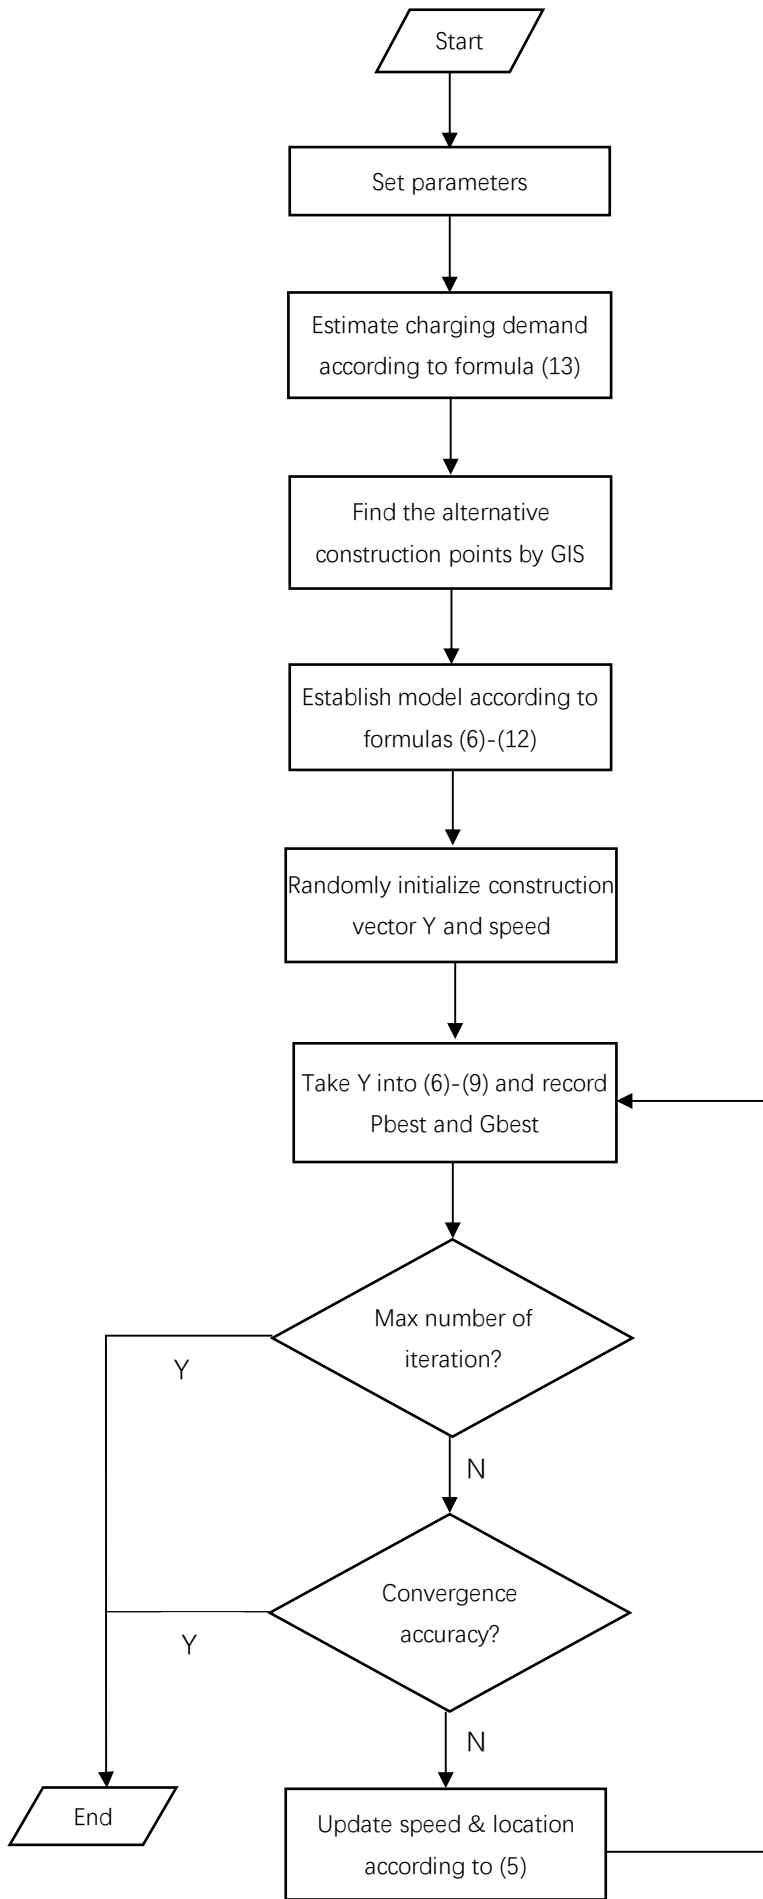 Start
Set parameters
Estimate charging demand
according to formula (13)
Find the alternative
construction points by GIS
Establish model according to
formulas (6)-(12)
Randomly initialize construction
vector Y and speed
Take Y into (6)-(9) and record
Pbest and Gbest
Max number of
iteration?
Y
N
Convergence
accuracy?
Y
N
End
Update speed & location
according to (5)